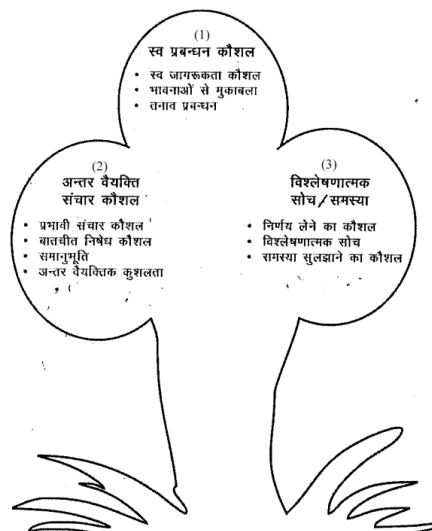 (1)
स्व प्रबन्धन कौशल
• स्व जागरूकता कौशल
• भावनाओं से मुकाबला
• तनाव प्रबन्धन
(2)
अन्तर वैयक्ति
संचार कौशल
• प्रभावी संचार कौशल
• बातचीत निषेध कौशल
• समानुभूति
• अन्तर वैयक्तिक कुशलता
(3)
विश्लेषणात्मक
सोच/समस्या
• निर्णय लेने का कौशल
• विश्लेषणात्मक सोच
• रामस्या सुलझाने का कौशल